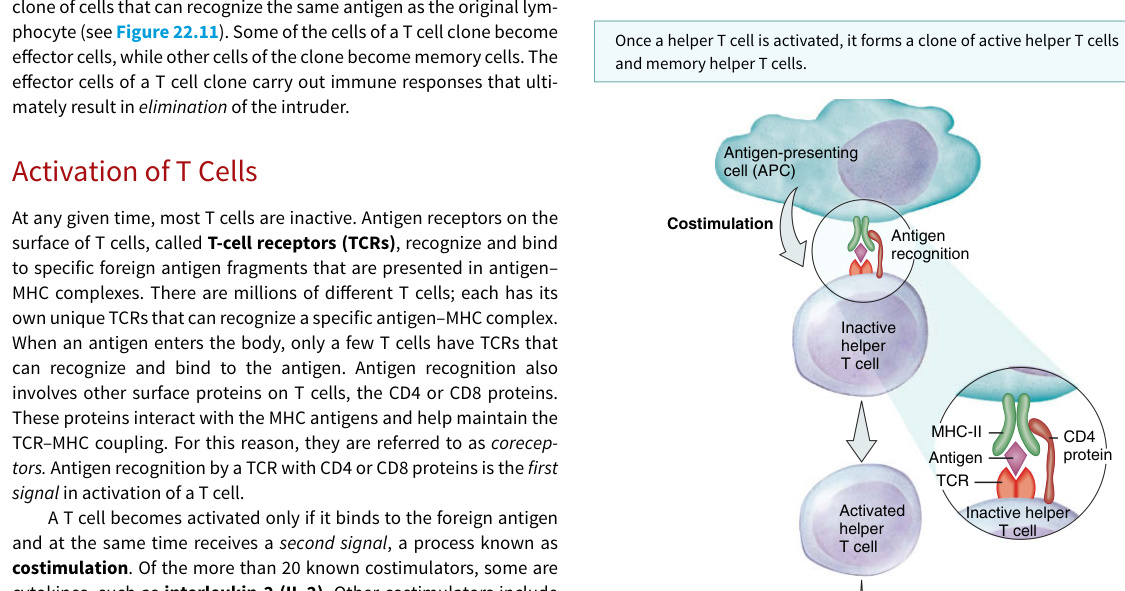 clone of cells that can recognize the same antigen as the original lym-
phocyte (see Figure 22.11). Some of the cells of a T cell clone become
effector cells, while other cells of the clone become memory cells. The
effector cells of a T cell clone carry out immune responses that ulti-
mately result in elimination of the intruder.
Activation of T Cells
At any given time, most T cells are inactive. Antigen receptors on the
surface of T cells, called T-cell receptors (TCRs), recognize and bind
to specific foreign antigen fragments that are presented in antigen–
MHC complexes. There are millions of different T cells; each has its
own unique TCRs that can recognize a specific antigen–MHC complex.
When an antigen enters the body, only a few T cells have TCRs that
can recognize and bind to the antigen. Antigen recognition also
involves other surface proteins on T cells, the CD4 or CD8 proteins.
These proteins interact with the MHC antigens and help maintain the
TCR–MHC coupling. For this reason, they are referred to as corecep-
tors. Antigen recognition by a TCR with CD4 or CD8 proteins is the first
signal in activation of a T cell.
A T cell becomes activated only if it binds to the foreign antigen
and at the same time receives a second signal, a process known as
costimulation. Of the more than 20 known costimulators, some are
cytokines, such as interleukin-2 (IL-2). Other costimulators include
Once a helper T cell is activated, it forms a clone of active helper T cells
and memory helper T cells.
Antigen-presenting
cell (APC)
Costimulation
Antigen
recognition
Inactive
helper
T cell
MHC-II
Antigen
TCR
CD4
protein
Inactive helper
T cell
Activated
helper
T cell